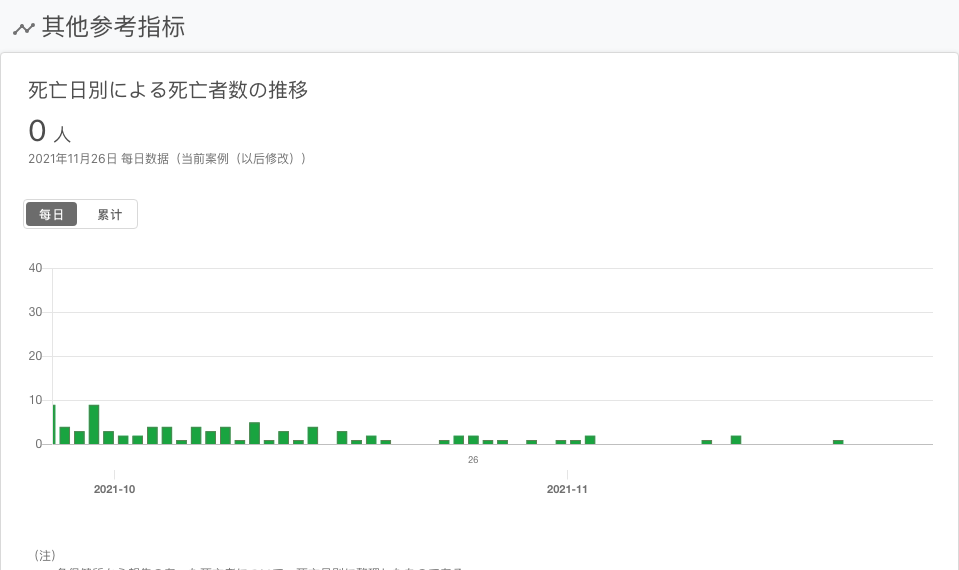 其他参考指标
死亡日別による死亡者数の推移
0 人
2021年11月26日 每日数据（当前案例（以后修改））
每日 累计
40
30
20
10
0
26
2021-10 2021-11
（注）